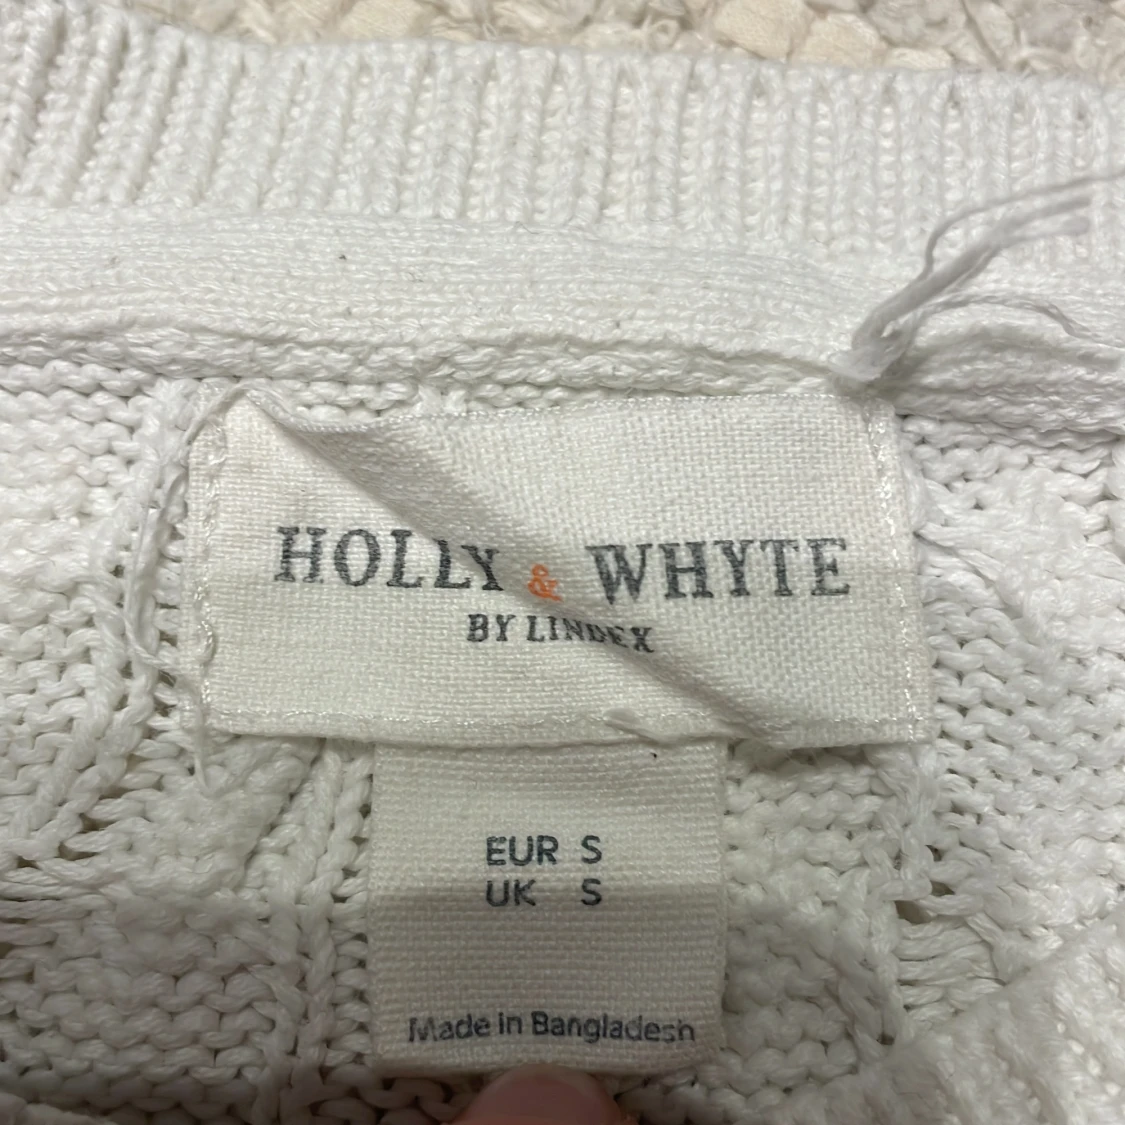 HOLLY & WHYTE
BY LINDEX
EUR S
UK S
Made in Bangladesh